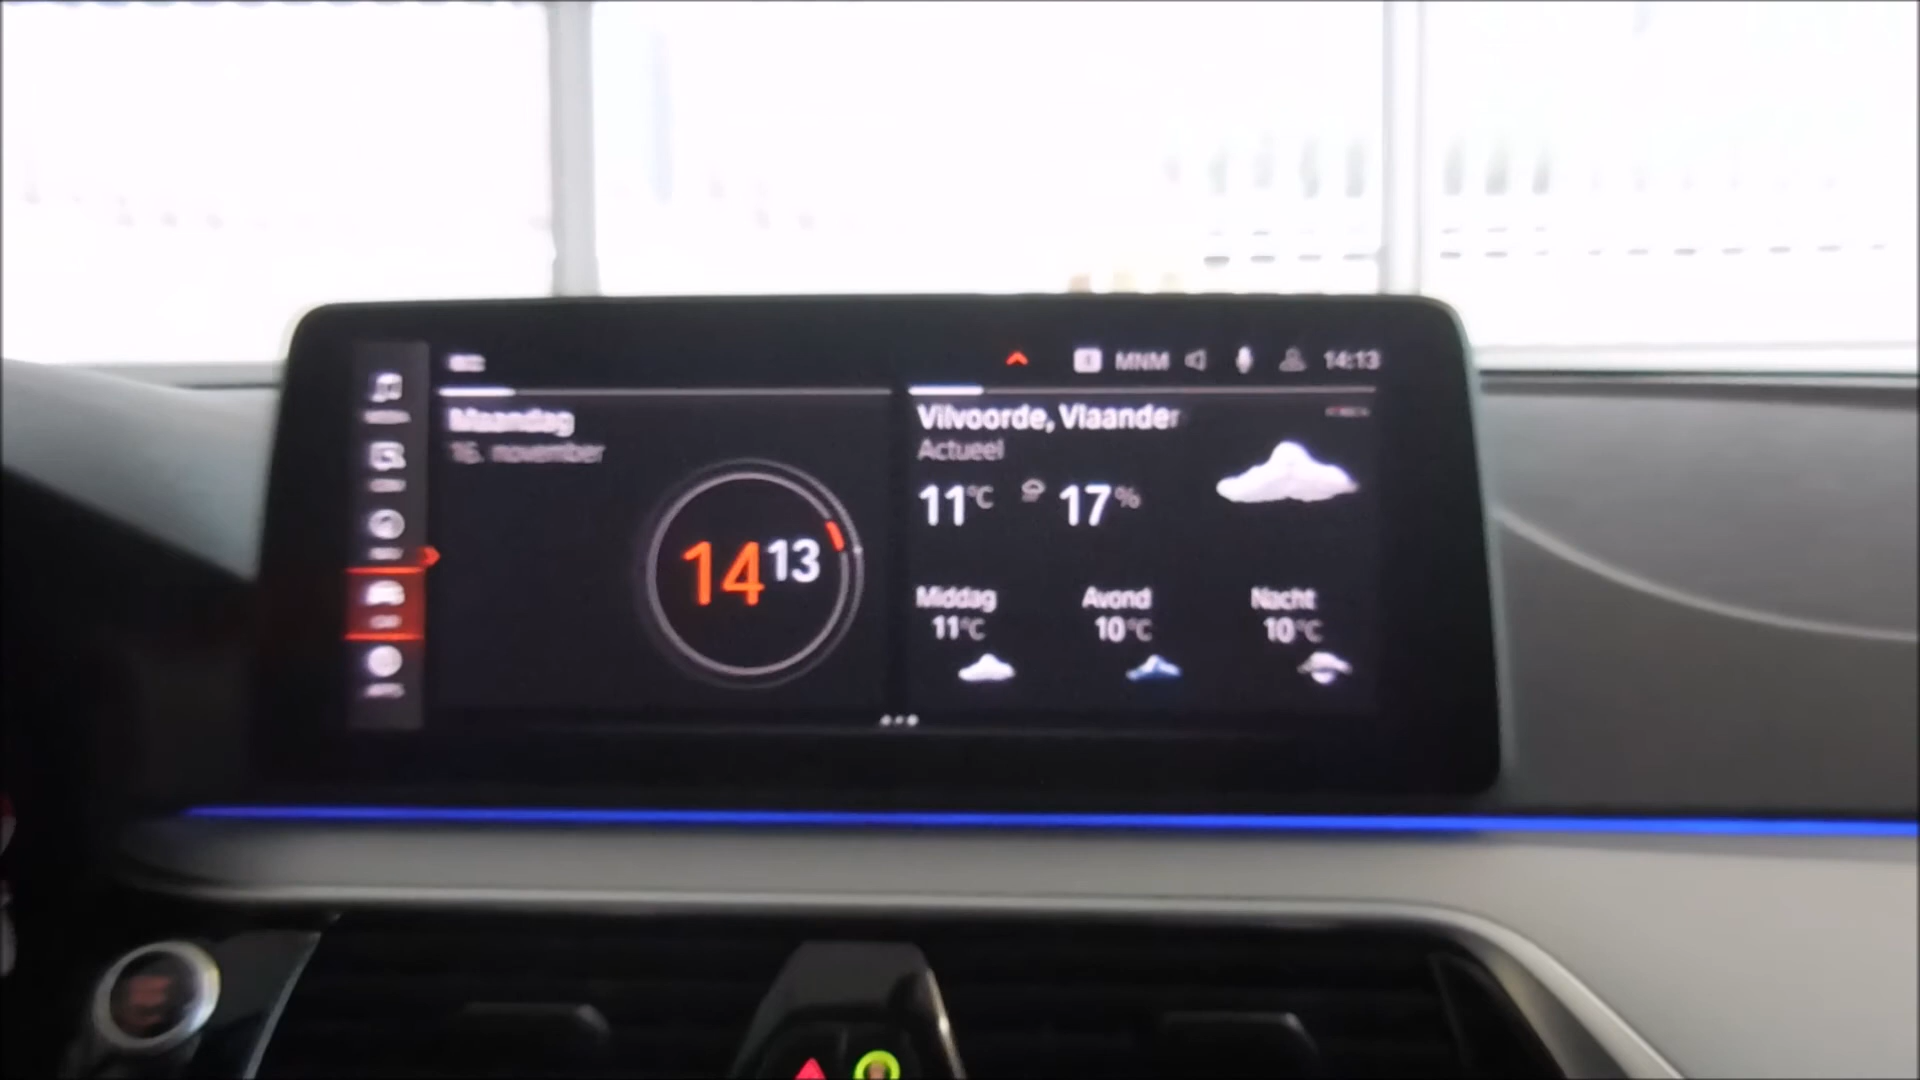 MNM 14:13
Maandag
16. november
14 13
Vilvoorde, Vlaander
Actueel
11°C 17%
Middag Avond Nacht
11°C 10°C 10°C